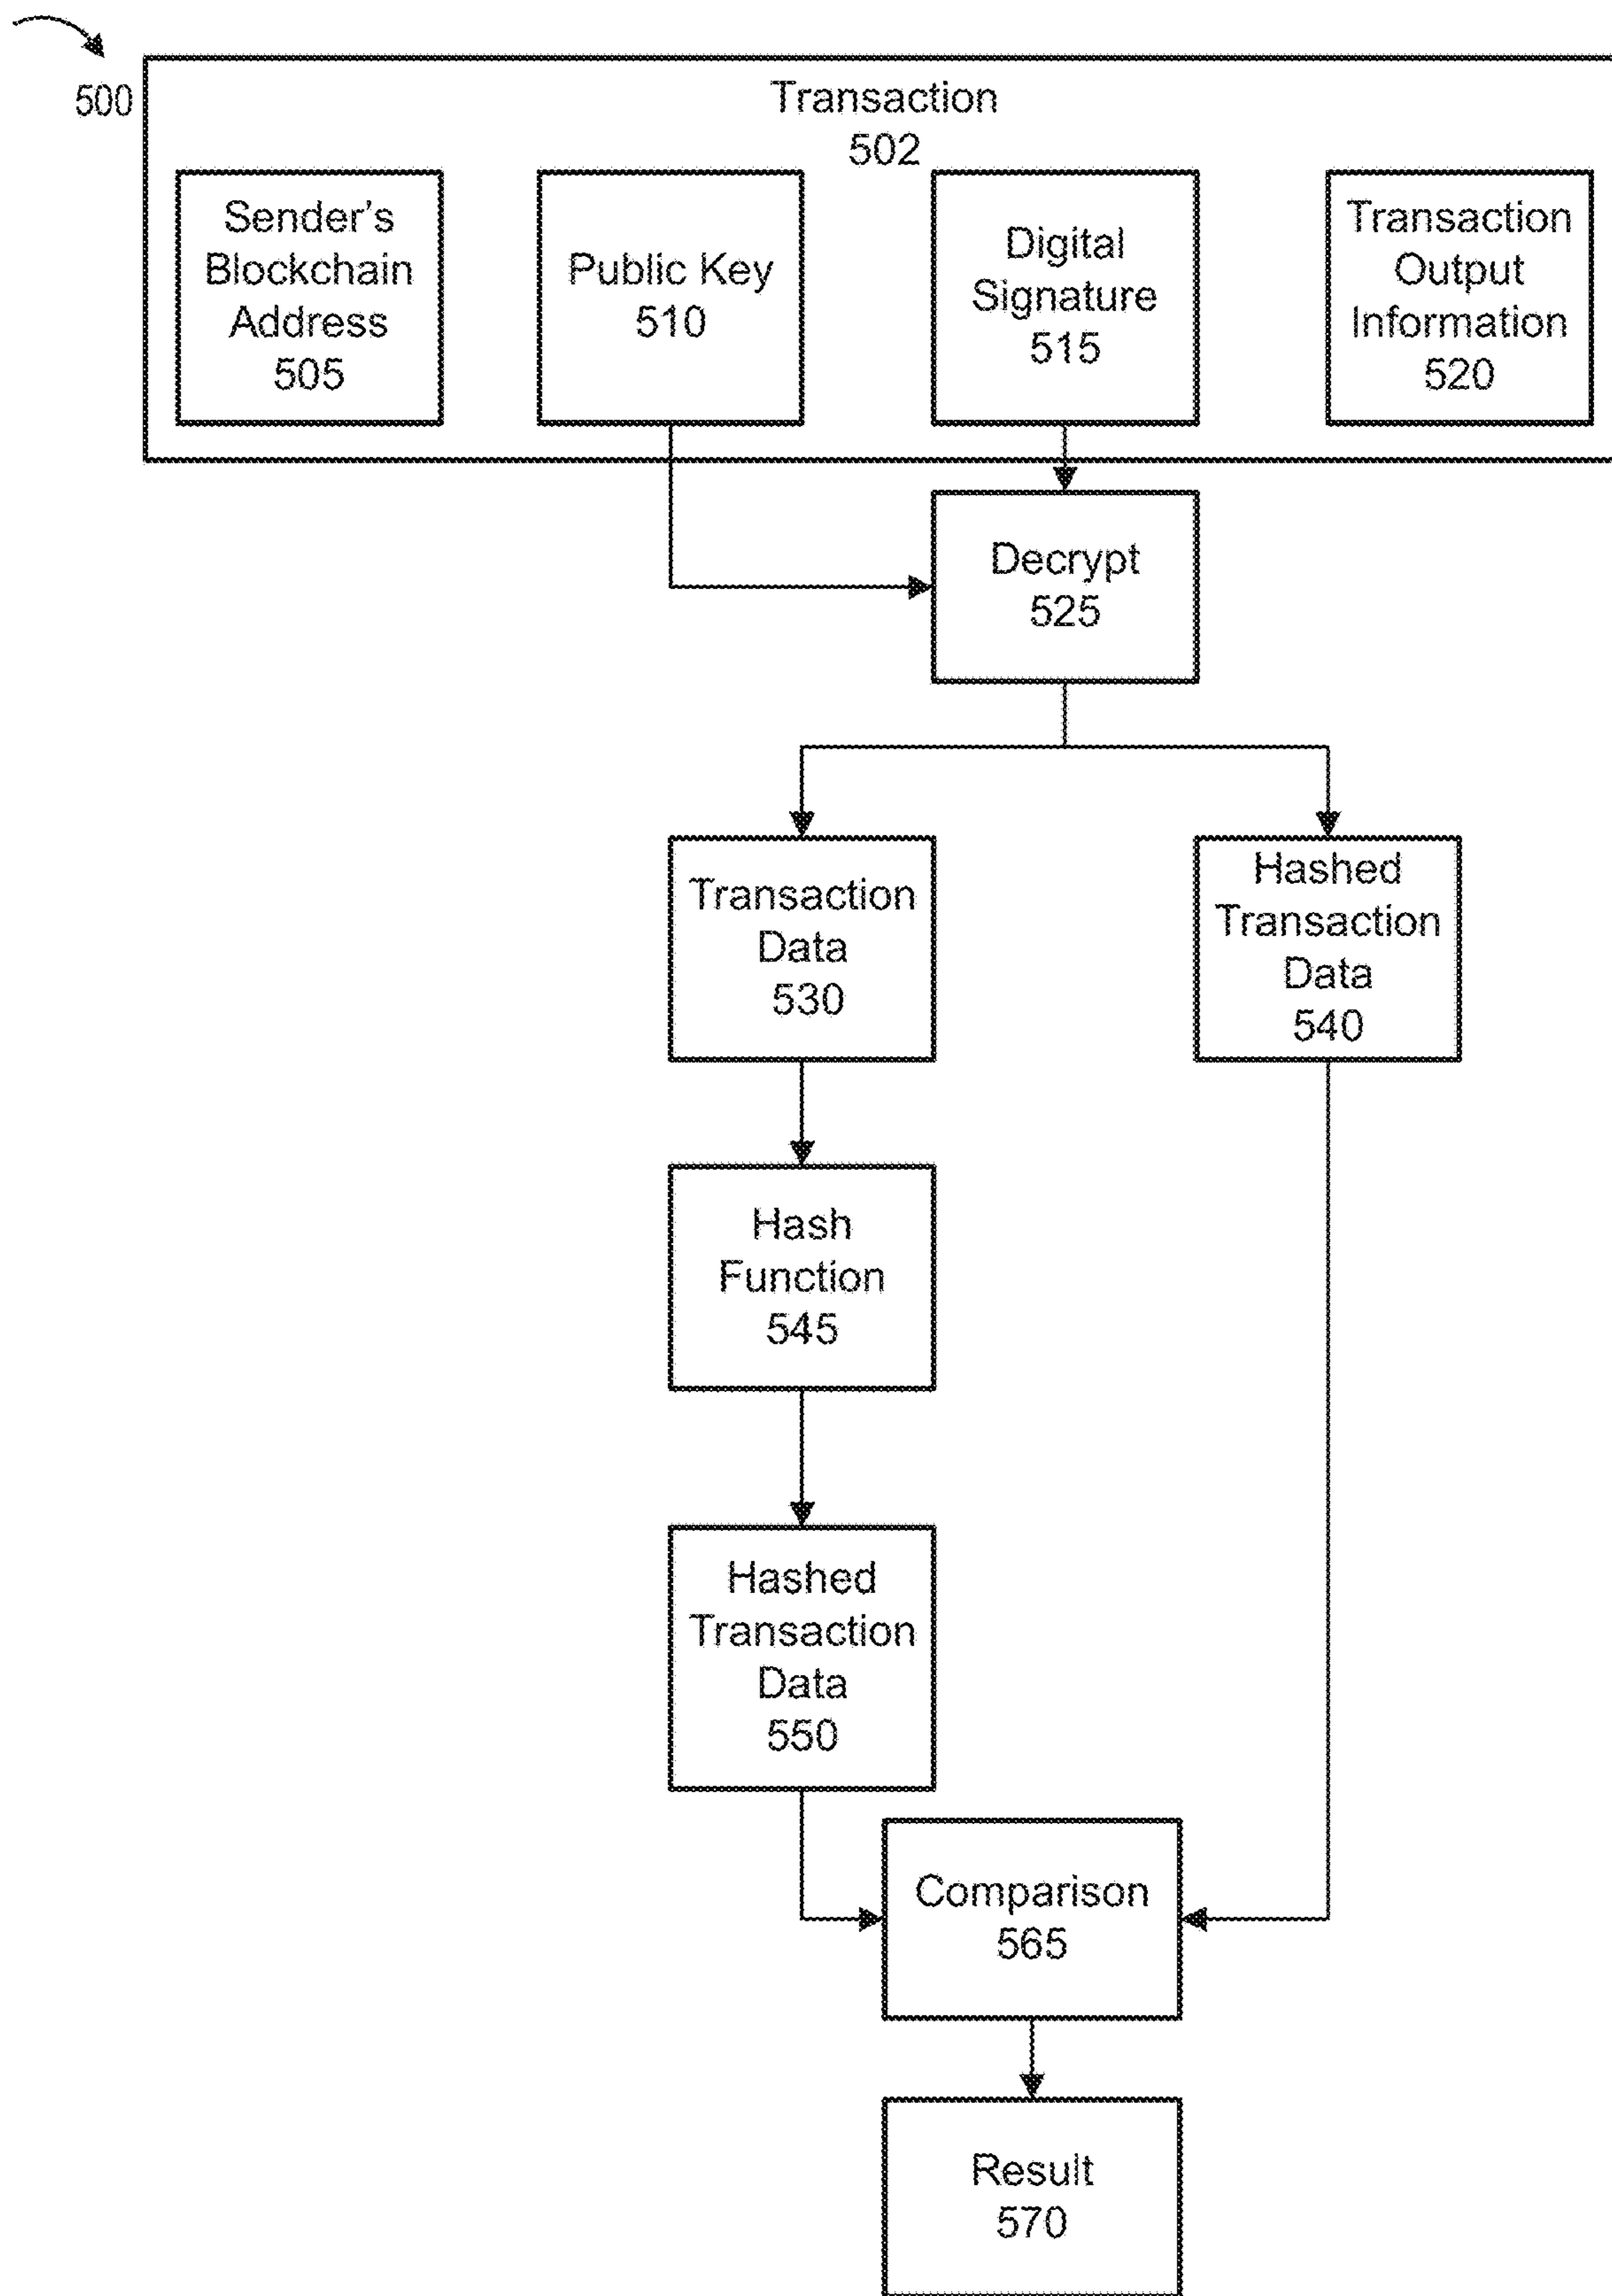 500
Transaction
502
Sender's
Blockchain
Address
505
Public Key
510
Digital
Signature
515
Transaction
Output
Information
520
Decrypt
525
Transaction
Data
530
Hashed
Transaction
Data
540
Hash
Function
545
Hashed
Transaction
Data
550
Comparison
565
Result
570